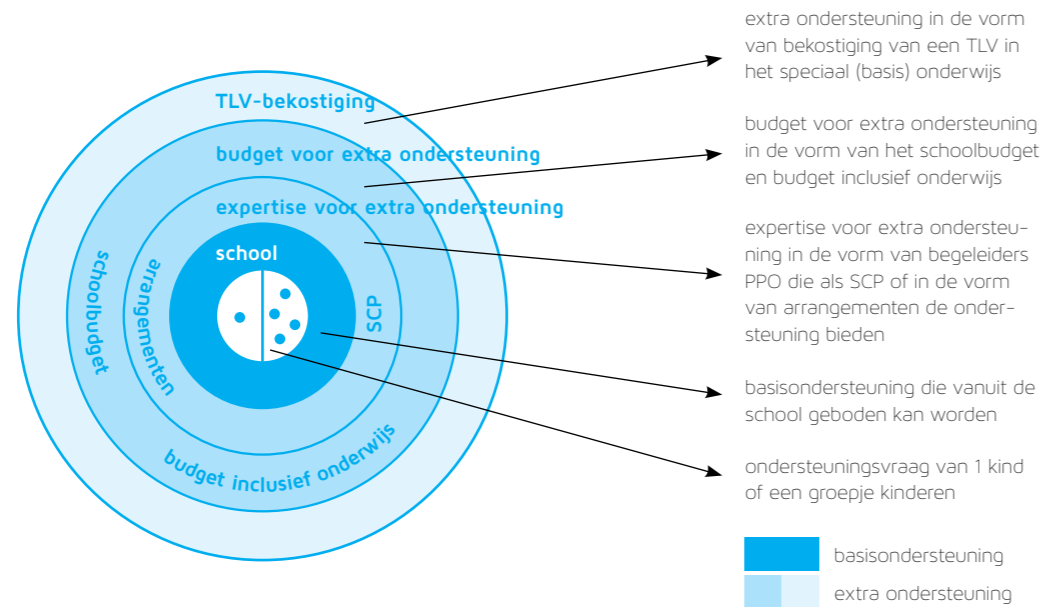 TLV-bekostiging
budget voor extra ondersteuning
expertise voor extra ondersteuning
school
schoolbudget
arrangementen
SCP
budget inclusief onderwijs
extra ondersteuning in de vorm
van bekostiging van een TLV in
het speciaal (basis) onderwijs
budget voor extra ondersteuning
in de vorm van het schoolbudget
en budget inclusief onderwijs
expertise voor extra ondersteu-
ning in de vorm van begeleiders
PPO die als SCP of in de vorm
van arrangementen de onder-
steuning bieden
basisondersteuning die vanuit de
school geboden kan worden
ondersteuningsvraag van 1 kind
of een groepje kinderen
basisondersteuning
extra ondersteuning